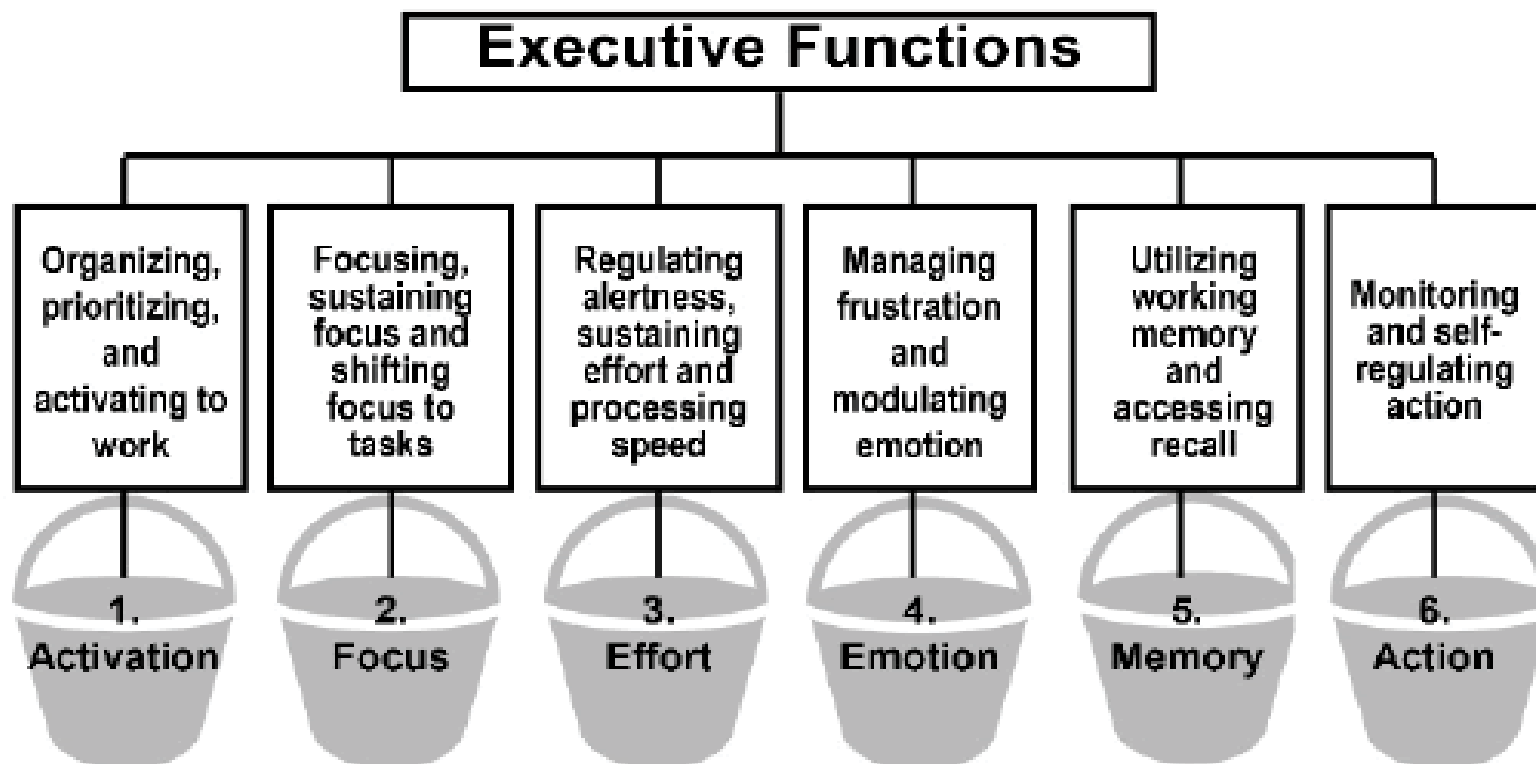 Executive Functions
Organizing,
prioritizing,
and
activating to
work
Focusing,
sustaining
focus and
shifting
focus to
tasks
Regulating
alertness,
sustaining
effort and
processing
speed
Managing
frustration
and
modulating
emotion
Utilizing
working
memory
and
accessing
recall
Monitoring
and self-
regulating
action
1.
Activation
2.
Focus
3.
Effort
4.
Emotion
5.
Memory
6.
Action